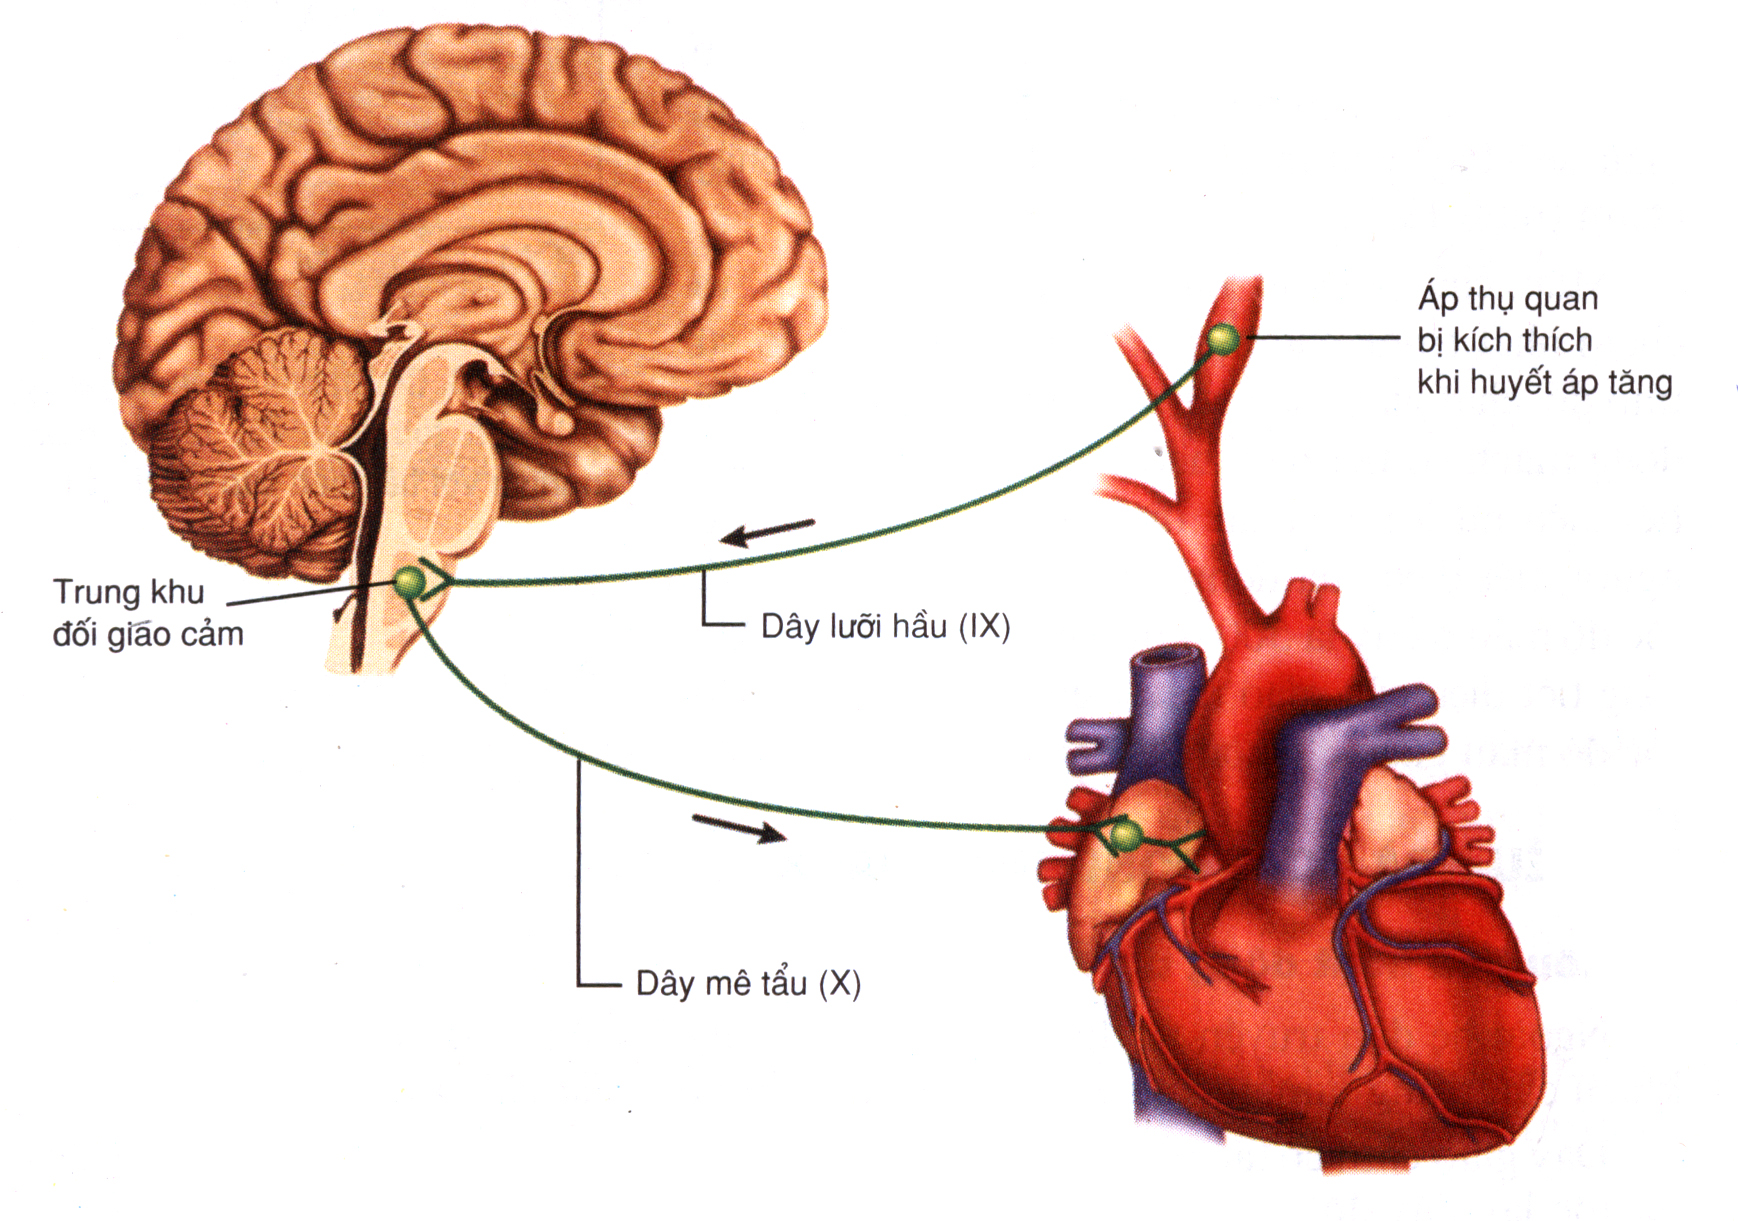 Áp thụ quan
bị kích thích
khi huyết áp tăng
Trung khu
đối giao cảm
Dây lưỡi hầu (IX)
Dây mê tẩu (X)